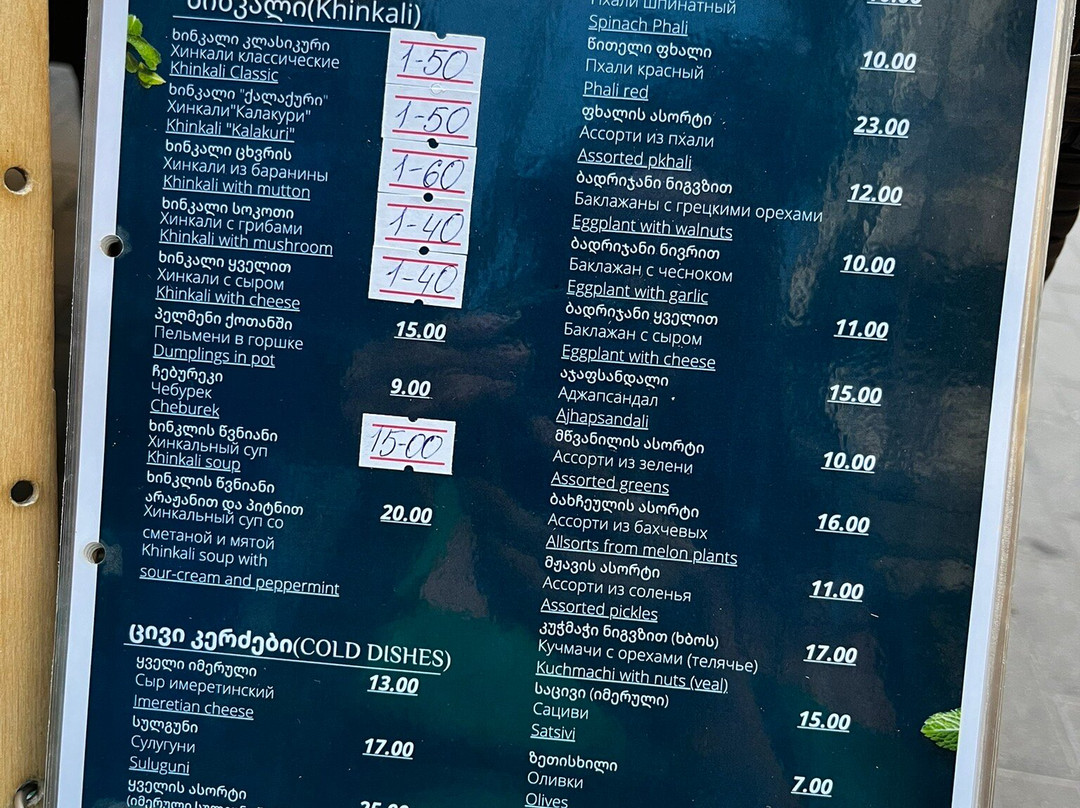 ხინკალი(Khinkali)
ხინკალი კლასიკური
Хинкали классические
Khinkali Classic
1-50
ხინკალი "ქალაქური"
Хинкали"Калакури"
Khinkali "Kalakuri"
1-50
ხინკალი ცხვრის
Хинкали из баранины
Khinkali with mutton
1-60
ხინკალი სოკოთი
Хинкали с грибами
Khinkali with mushroom
1-40
ხინკალი ყველით
Хинкали с сыром
Khinkali with cheese
1-40
პელმენი ქოთანში
Пельмени в горшке
Dumplings in pot
15.00
ჩებურეკი
Чебурек
Cheburek
9.00
ხინკლის წვნიანი
Хинкальный суп
Khinkali soup
15-00
ხინკლის წვნიანი
არაჟანით და პიტნით
Хинкальный суп со
сметаной и мятой
Khinkali soup with
sour-cream and peppermint
20.00
ცივი კერძები(COLD DISHES)
ყველი იმერული
Сыр имеретинский
Imeretian cheese
13.00
სულგუნი
Сулугуни
Suluguni
17.00
ყველის ასორტი
Пхали шпинатный
Spinach Phali
წითელი ფხალი
Пхали красный
Phali red
10.00
ფხალის ასორტი
Ассорти из пхали
Assorted pkhali
23.00
ბადრიჯანი ნიგვზით
Баклажаны с грецкими орехами
Eggplant with walnuts
12.00
ბადრიჯანი ნივრით
Баклажан с чесноком
Eggplant with garlic
10.00
ბადრიჯანი ყველით
Баклажан с сыром
Eggplant with cheese
11.00
აჯაფსანდალი
Аджапсандал
Ajhapsandali
15.00
მწვანილის ასორტი
Ассорти из зелени
Assorted greens
10.00
ბახჩეულის ასორტი
Ассорти из бахчевых
Allsorts from melon plants
16.00
მჟავის ასორტი
Ассорти из соленья
Assorted pickles
11.00
კუჭმაჭი ნიგვზით (ხბოს)
Кучмачи с орехами (телячье)
Kuchmachi with nuts (veal)
17.00
საცივი (იმერული)
Сациви
Satsivi
15.00
ზეთისხილი
Оливки
Olives
7.00